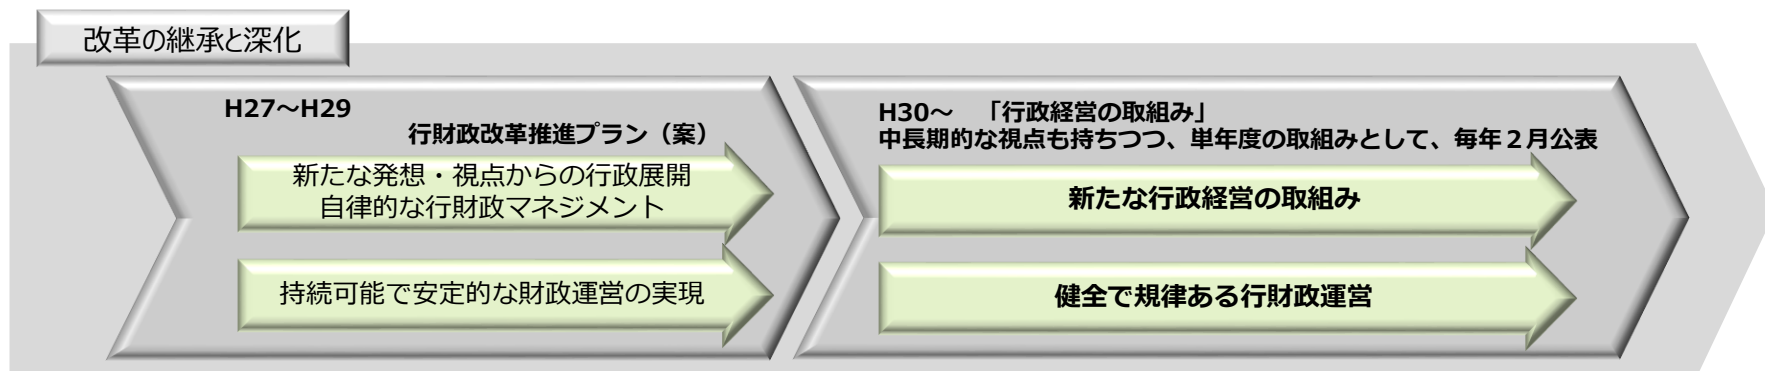 改革の継承と深化
H27～H29
行財政改革推進プラン（案）
新たな発想・視点からの行政展開
自律的な行財政マネジメント
持続可能で安定的な財政運営の実現
H30～　「行政経営の取組み」
中長期的な視点も持ちつつ、単年度の取組みとして、毎年２月公表
新たな行政経営の取組み
健全で規律ある行財政運営